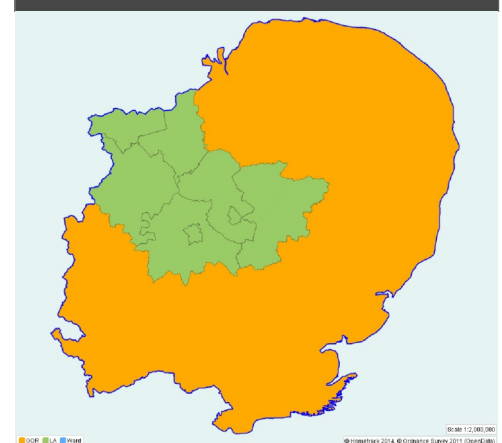 Scale 1:2,000,000
GOR LA Ward
© Hometrack 2014, © Ordnance Survey 2011 (OpenData)